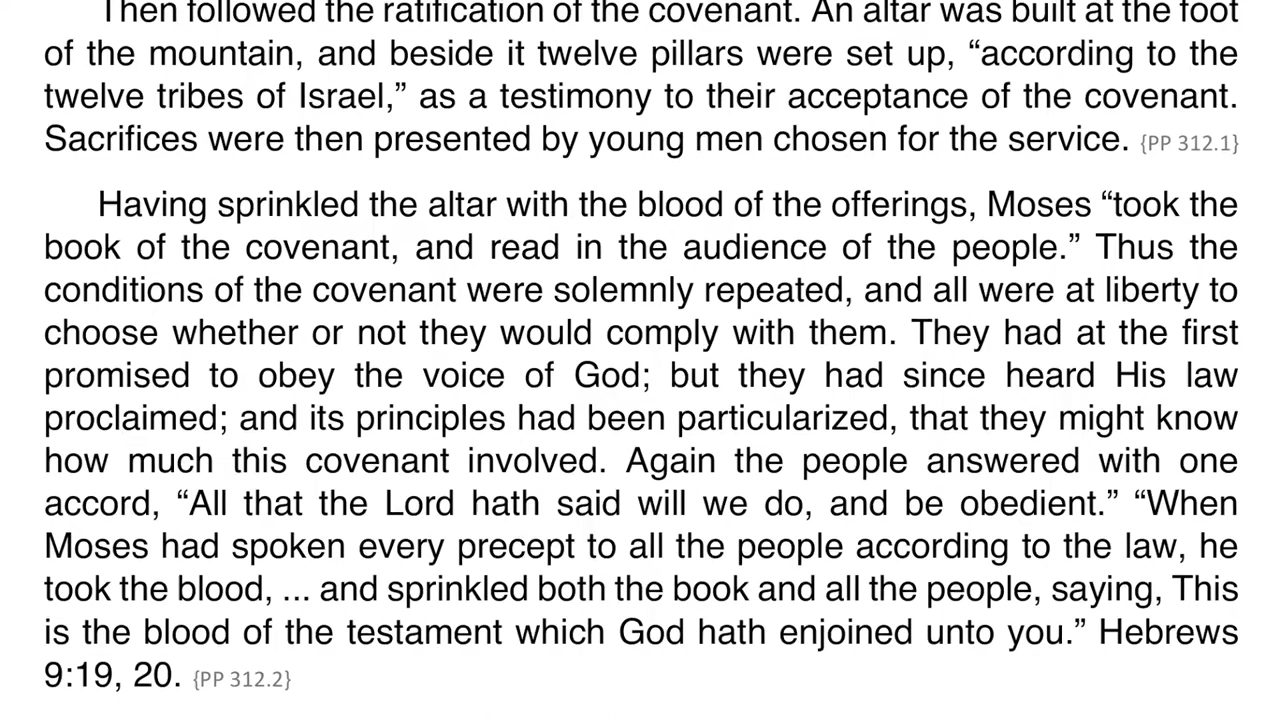 Then followed the ratification of the covenant. An altar was built at the foot
of the mountain, and beside it twelve pillars were set up, “according to the
twelve tribes of Israel,” as a testimony to their acceptance of the covenant.
Sacrifices were then presented by young men chosen for the service. {PP 312.1}
Having sprinkled the altar with the blood of the offerings, Moses “took the
book of the covenant, and read in the audience of the people.” Thus the
conditions of the covenant were solemnly repeated, and all were at liberty to
choose whether or not they would comply with them. They had at the first
promised to obey the voice of God; but they had since heard His law
proclaimed; and its principles had been particularized, that they might know
how much this covenant involved. Again the people answered with one
accord, “All that the Lord hath said will we do, and be obedient.” “When
Moses had spoken every precept to all the people according to the law, he
took the blood, ... and sprinkled both the book and all the people, saying, This
is the blood of the testament which God hath enjoined unto you.” Hebrews
9:19, 20. {PP 312.2}